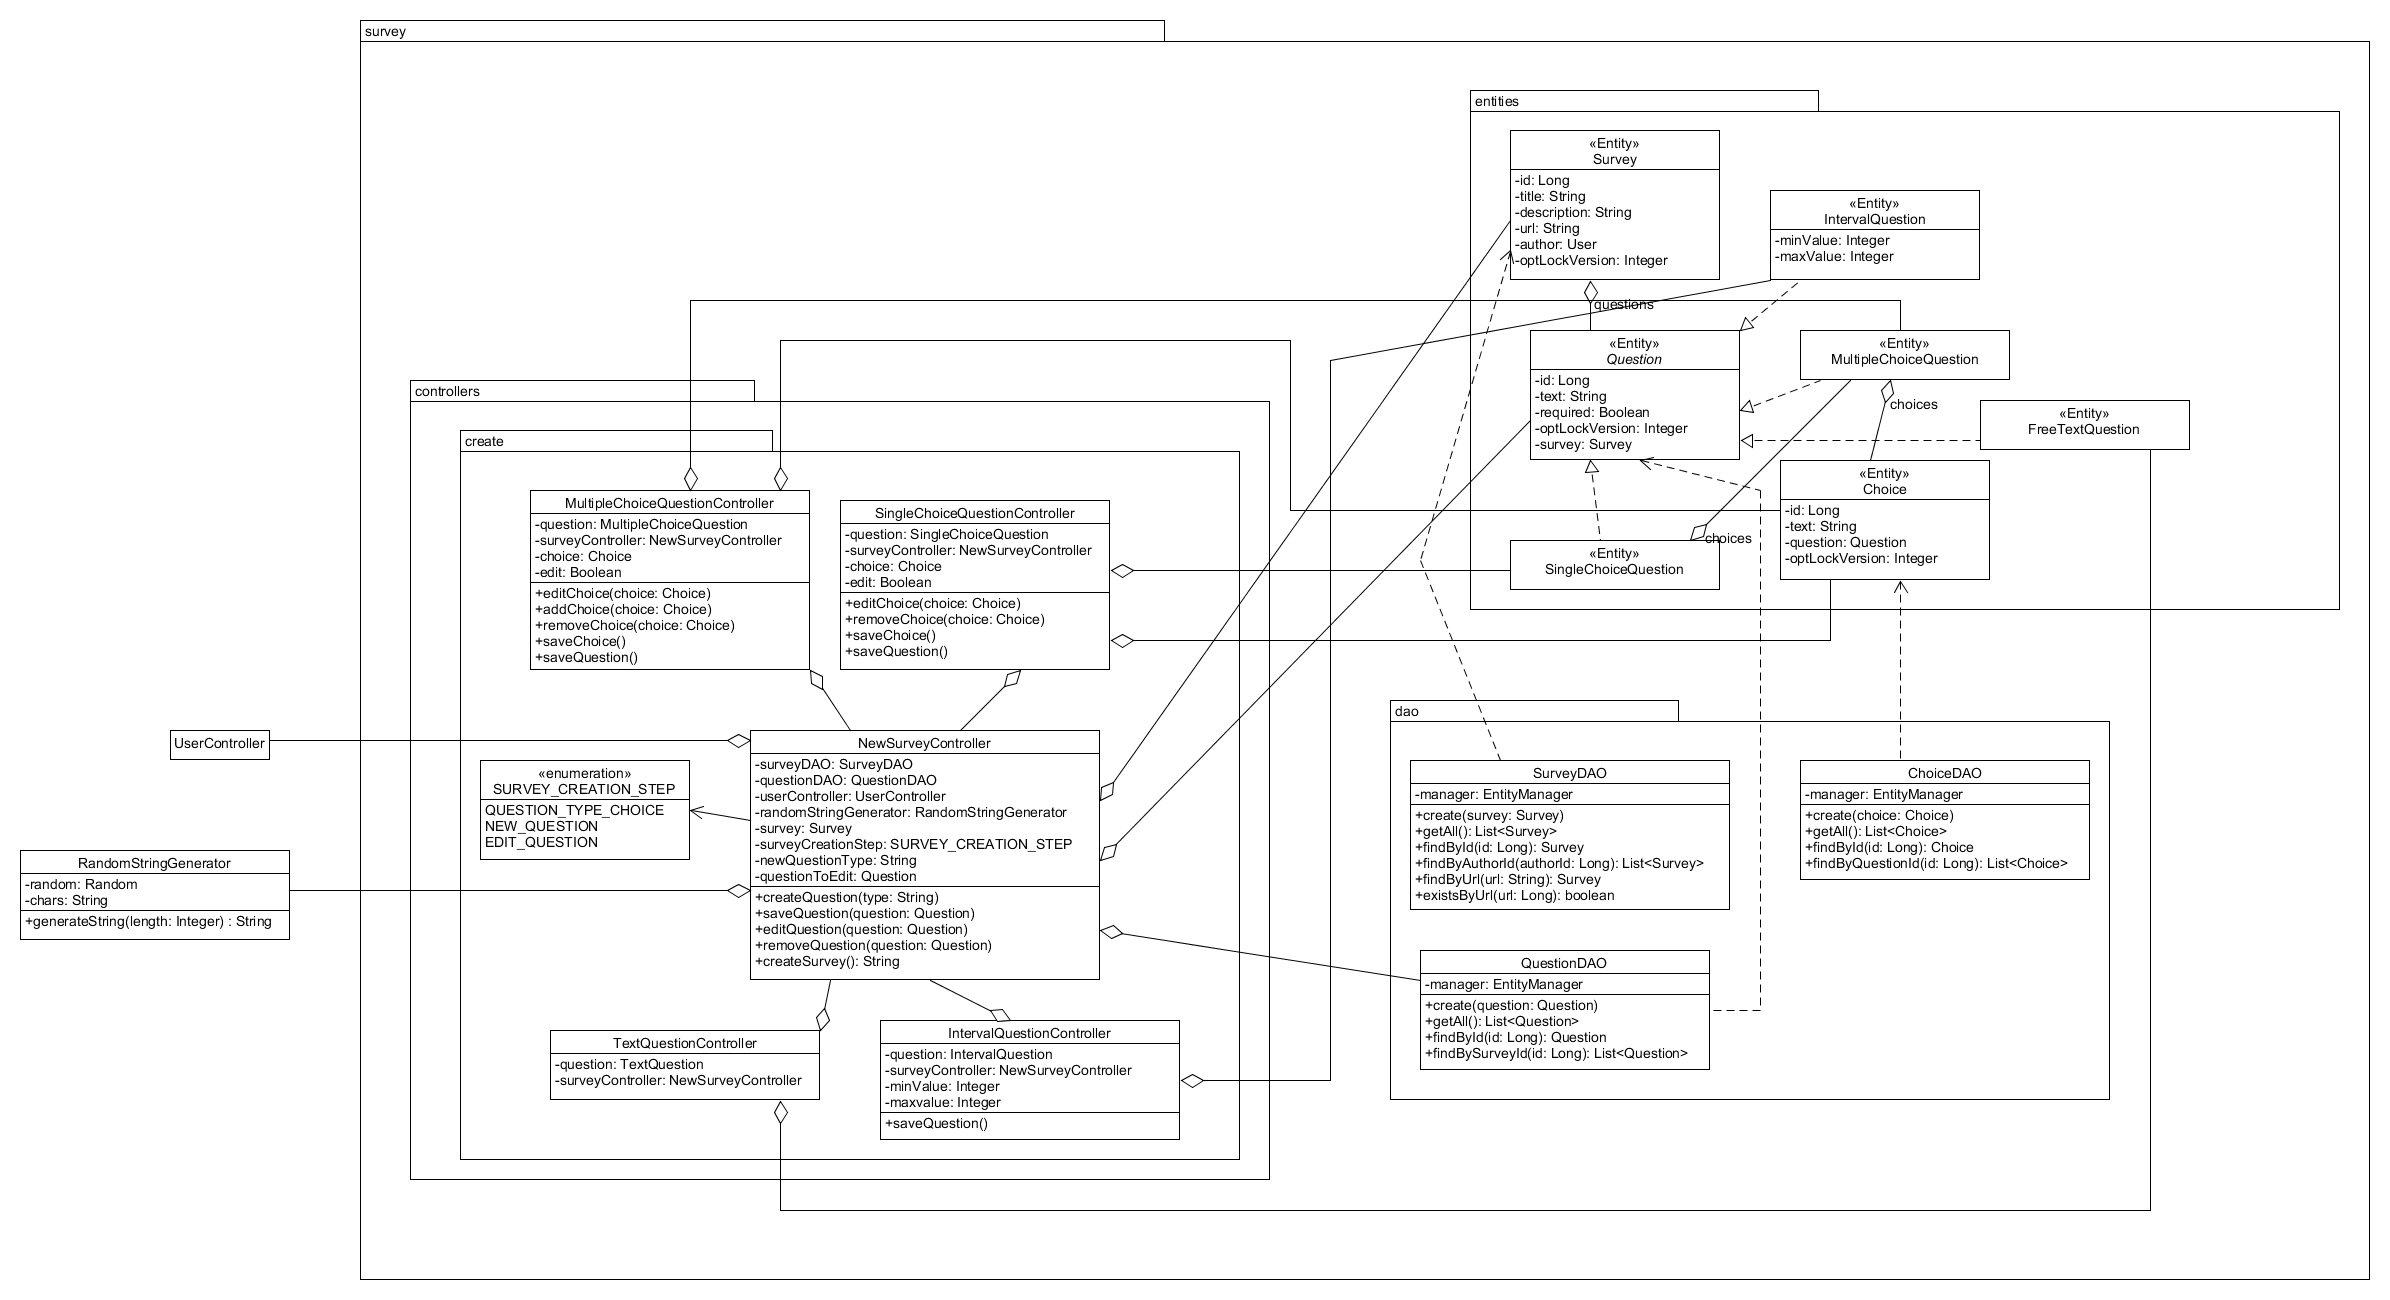 survey
entities
«Entity»
Survey
-id: Long
-title: String
-description: String
-url: String
-author: User
-optLockVersion: Integer
«Entity»
IntervalQuestion
-minValue: Integer
-maxValue: Integer
questions
«Entity»
Question
-id: Long
-text: String
-required: Boolean
-optLockVersion: Integer
-survey: Survey
«Entity»
MultipleChoiceQuestion
choices
«Entity»
FreeTextQuestion
«Entity»
Choice
-id: Long
-text: String
-question: Question
-optLockVersion: Integer
choices
«Entity»
SingleChoiceQuestion
controllers
create
MultipleChoiceQuestionController
-question: MultipleChoiceQuestion
-surveyController: NewSurveyController
-choice: Choice
-edit: Boolean
+editChoice(choice: Choice)
+addChoice(choice: Choice)
+removeChoice(choice: Choice)
+saveChoice()
+saveQuestion()
SingleChoiceQuestionController
-question: SingleChoiceQuestion
-surveyController: NewSurveyController
-choice: Choice
-edit: Boolean
+editChoice(choice: Choice)
+removeChoice(choice: Choice)
+saveChoice()
+saveQuestion()
UserController
«enumeration»
SURVEY_CREATION_STEP
QUESTION_TYPE_CHOICE
NEW_QUESTION
EDIT_QUESTION
NewSurveyController
-surveyDAO: SurveyDAO
-questionDAO: QuestionDAO
-userController: UserController
-randomStringGenerator: RandomStringGenerator
-survey: Survey
-surveyCreationStep: SURVEY_CREATION_STEP
-newQuestionType: String
-questionToEdit: Question
+createQuestion(type: String)
+saveQuestion(question: Question)
+editQuestion(question: Question)
+removeQuestion(question: Question)
+createSurvey(): String
RandomStringGenerator
-random: Random
-chars: String
+generateString(length: Integer) : String
TextQuestionController
-question: TextQuestion
-surveyController: NewSurveyController
IntervalQuestionController
-question: IntervalQuestion
-surveyController: NewSurveyController
-minValue: Integer
-maxvalue: Integer
+saveQuestion()
dao
SurveyDAO
-manager: EntityManager
+create(survey: Survey)
+getAll(): List<Survey>
+findById(id: Long): Survey
+findByAuthorId(authorId: Long): List<Survey>
+findByUrl(url: String): Survey
+existsByUrl(url: Long): boolean
ChoiceDAO
-manager: EntityManager
+create(choice: Choice)
+getAll(): List<Choice>
+findById(id: Long): Choice
+findByQuestionId(id: Long): List<Choice>
QuestionDAO
-manager: EntityManager
+create(question: Question)
+getAll(): List<Question>
+findById(id: Long): Question
+findBySurveyId(id: Long): List<Question>